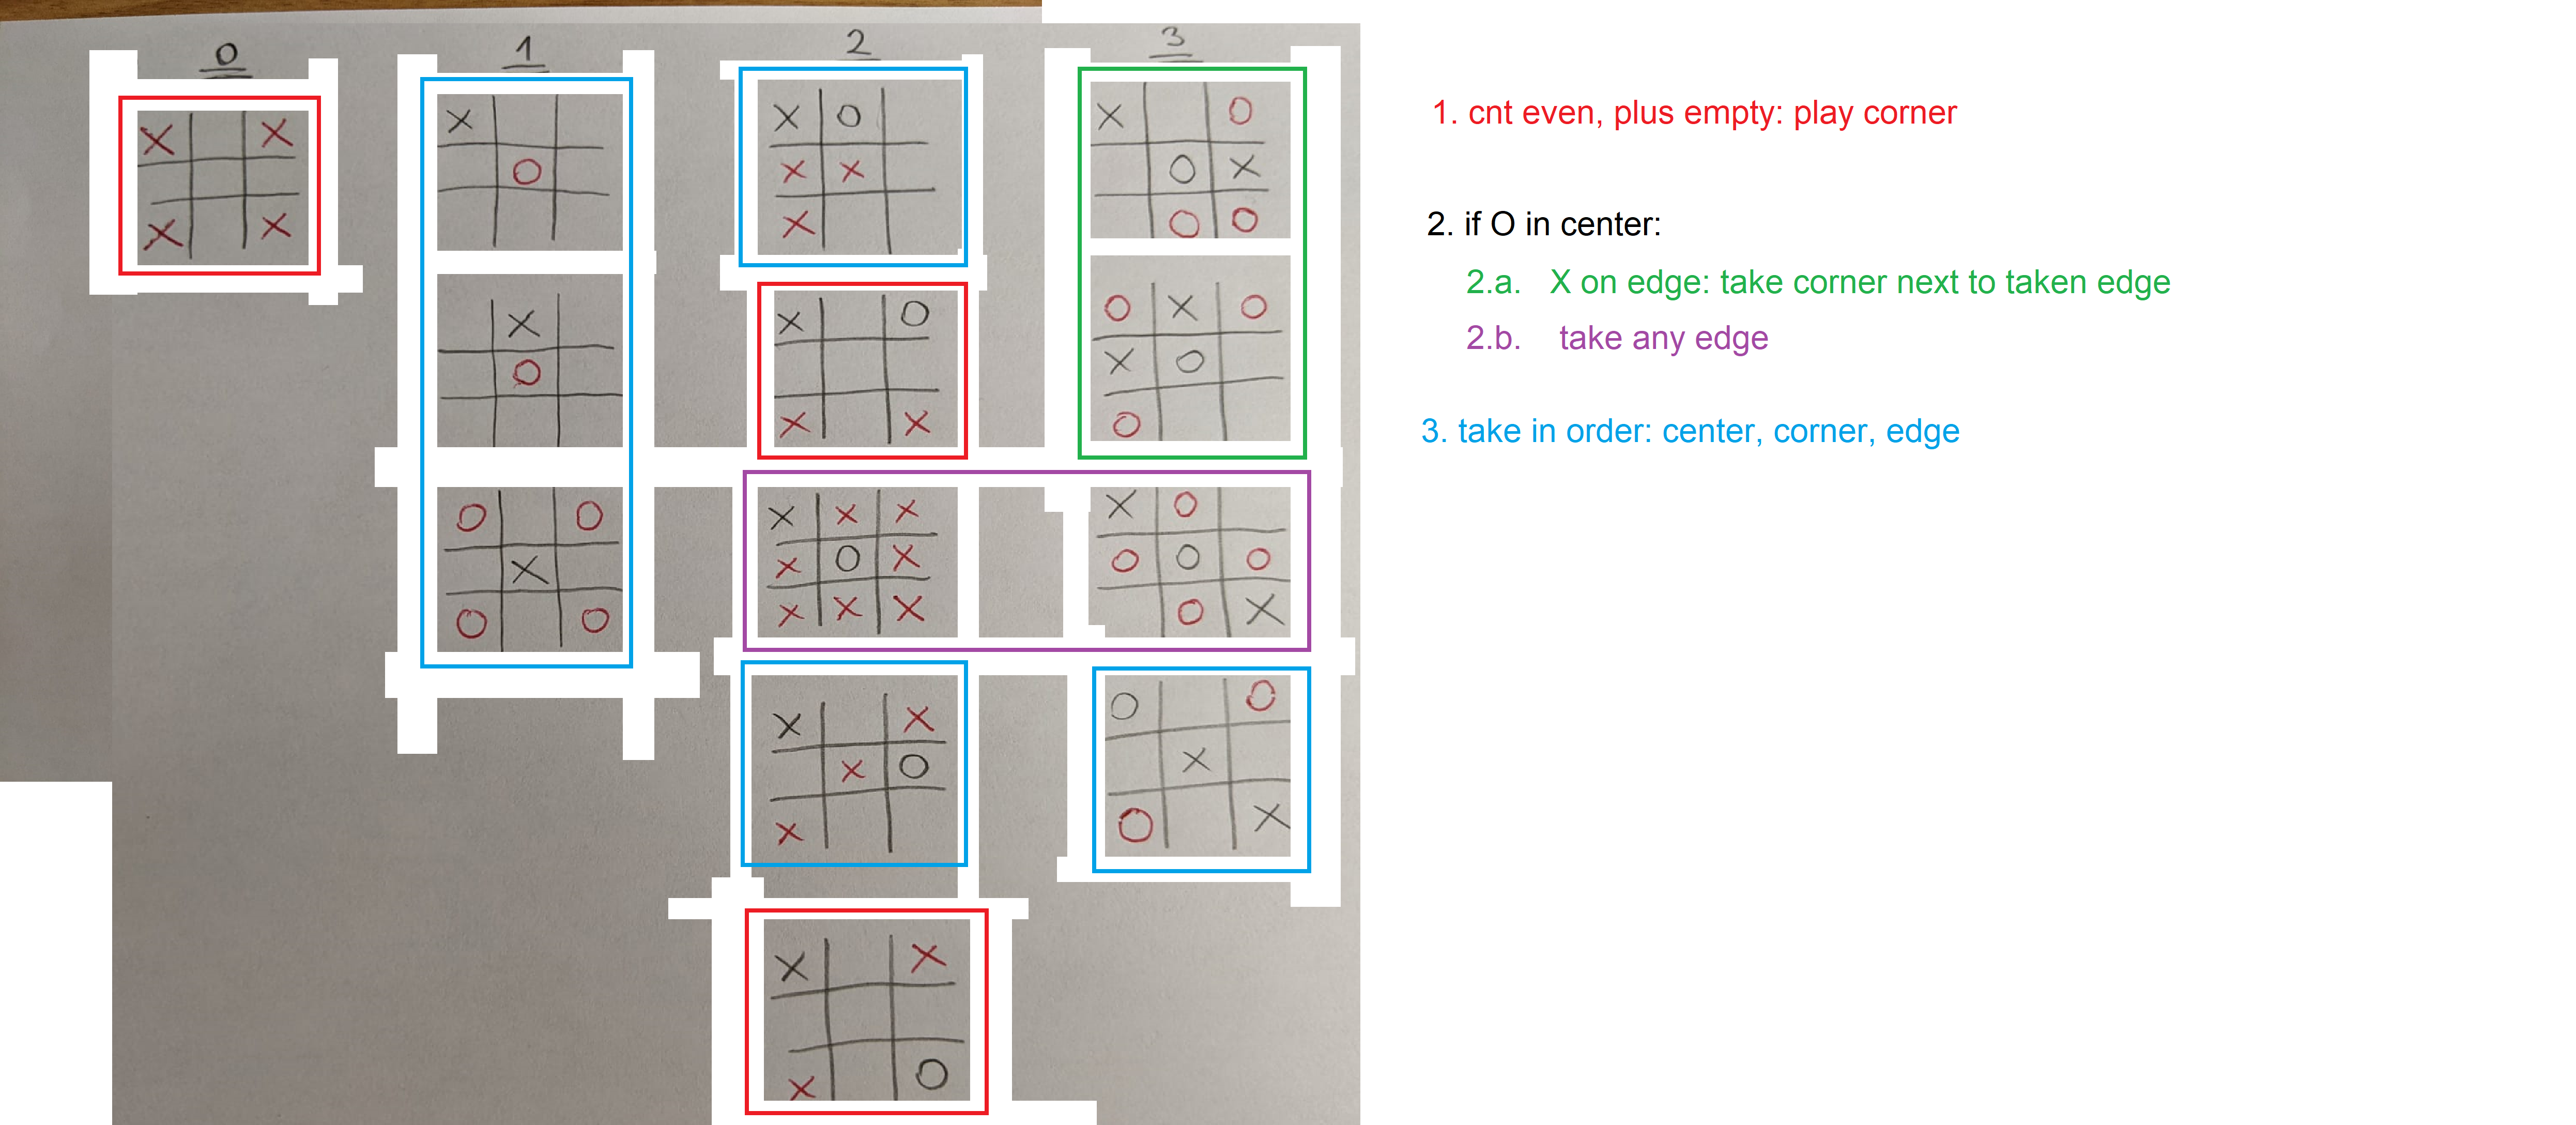 0 1 2 3
X X
X X
X
O
X
O
O O
X
O O
X O
X X
X
X O
X X
X X X
X O X
X X X
X X
X O
X
X X
X O
X O
O X
O O
O X O
X O
O
X O
O O O
O X
O O
X
O X
1. cnt even, plus empty: play corner
2. if O in center:
2.a. X on edge: take corner next to taken edge
2.b. take any edge
3. take in order: center, corner, edge